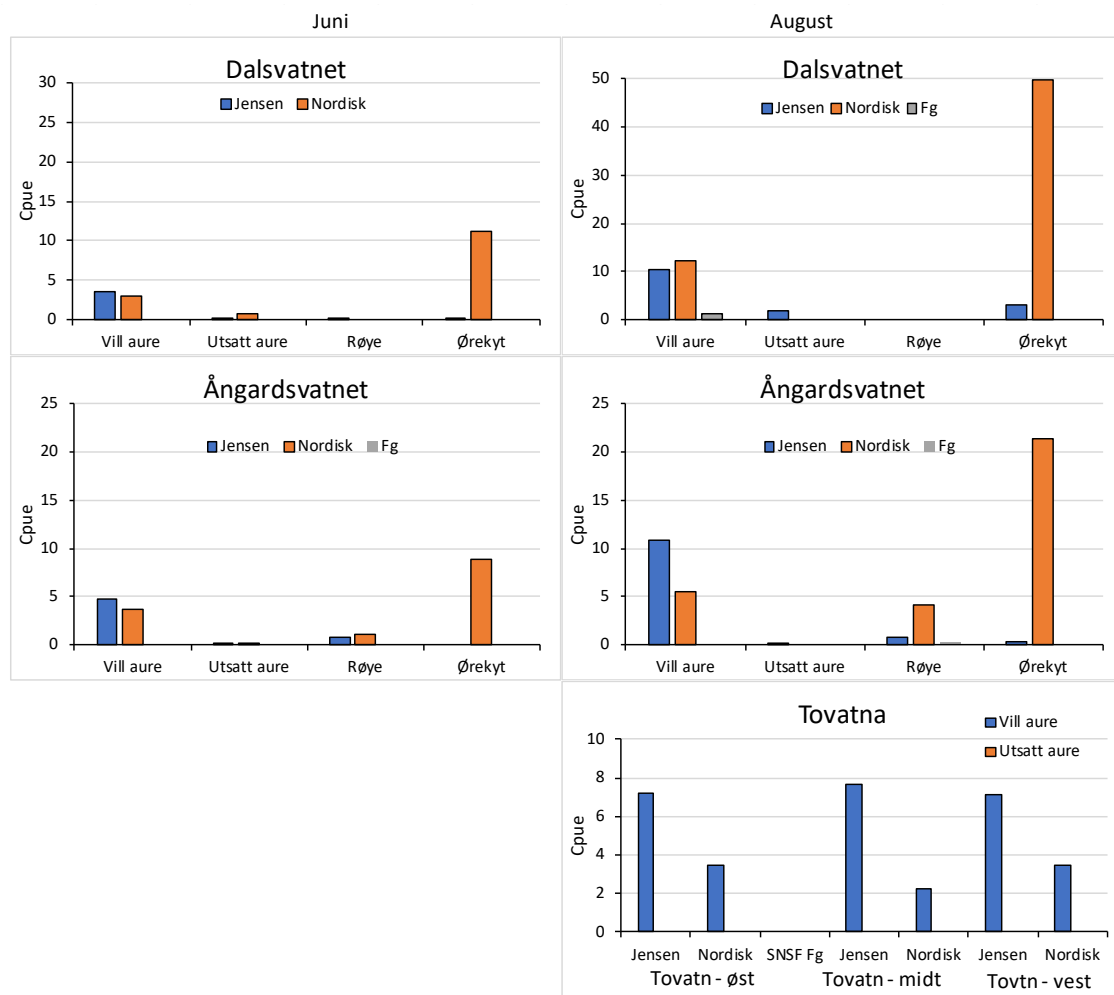 Juni
August
Dalsvatnet
Jensen Nordisk
Cpue
30
25
20
15
10
5
0
Vill aure Utsatt aure Røye Ørekyt
Dalsvatnet
Jensen Nordisk Fg
50
40
30
20
10
0
Vill aure Utsatt aure Røye Ørekyt
Ångardsvatnet
Jensen Nordisk Fg
Cpue
25
20
15
10
5
0
Vill aure Utsatt aure Røye Ørekyt
Ångardsvatnet
Jensen Nordisk Fg
Cpue
25
20
15
10
5
0
Vill aure Utsatt aure Røye Ørekyt
Tovatna
Vill aure
Utsatt aure
Cpue
10
8
6
4
2
0
Jensen Nordisk SNSF Fg Jensen Nordisk Jensen Nordisk
Tovatn - øst Tovatn - midt Tovtn - vest